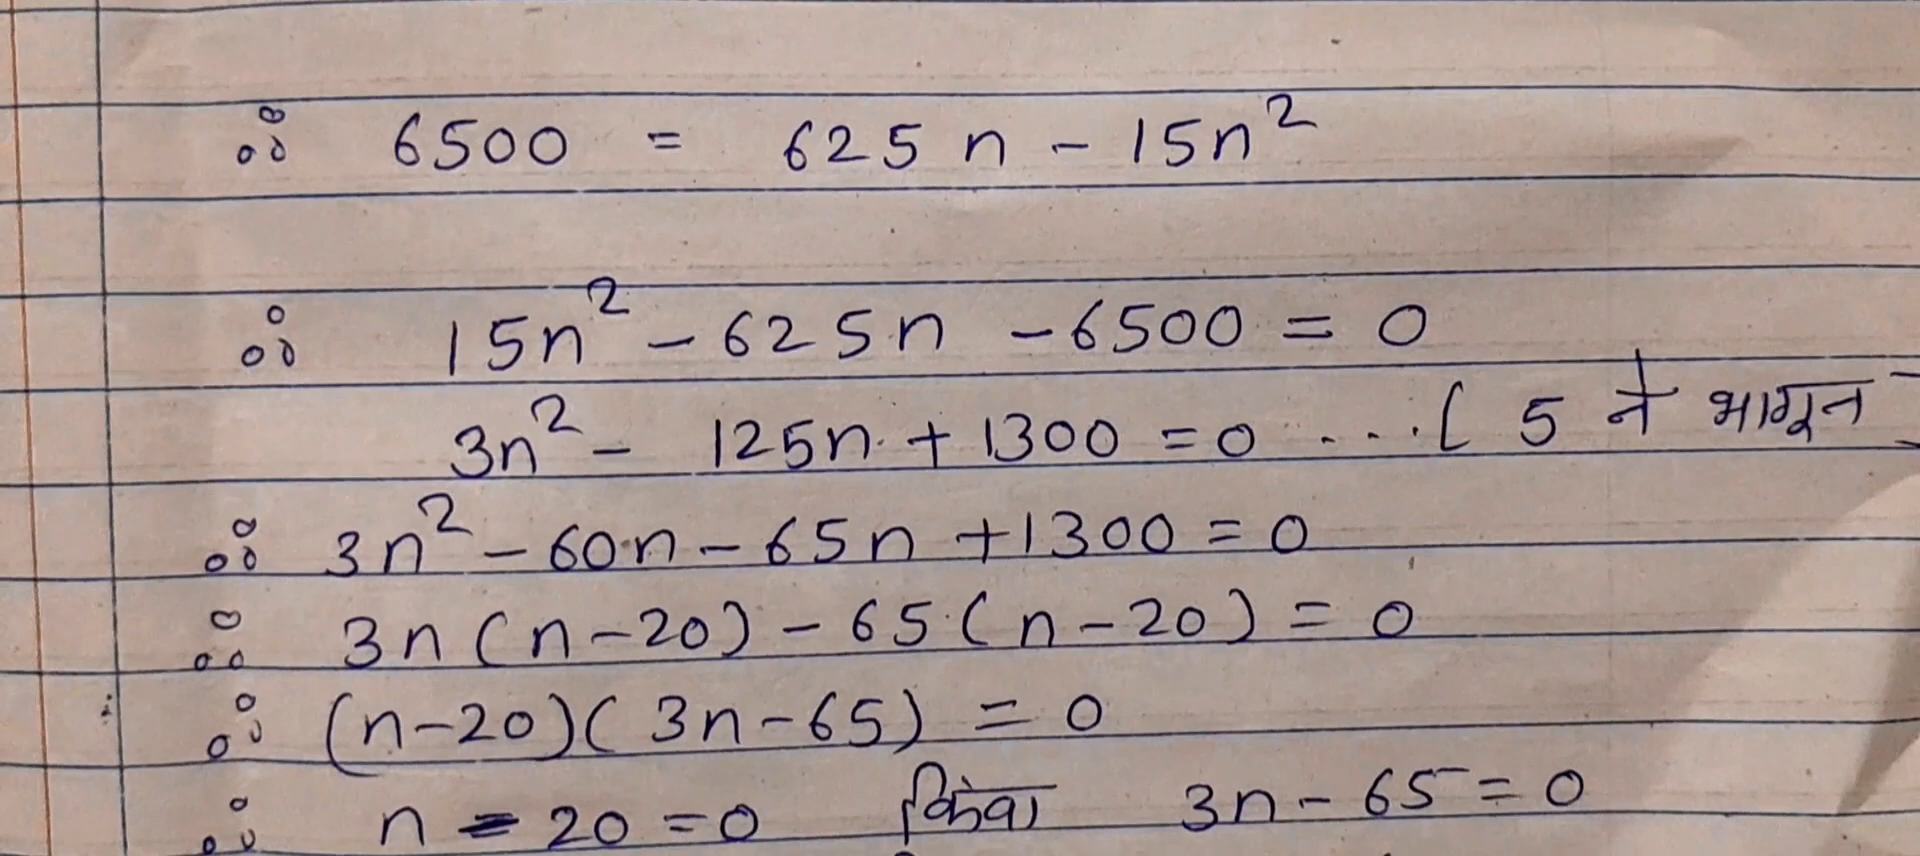 ∴ 6500 = 625n - 15n²
∴ 15n² - 625n - 6500 = 0
3n² - 125n + 1300 = 0 ...[ 5 ने भागून
∴ 3n² - 60n - 65n + 1300 = 0
∴ 3n(n-20) - 65(n-20) = 0
∴ (n-20)(3n-65) = 0
∴ n - 20 = 0 किंवा 3n - 65 = 0